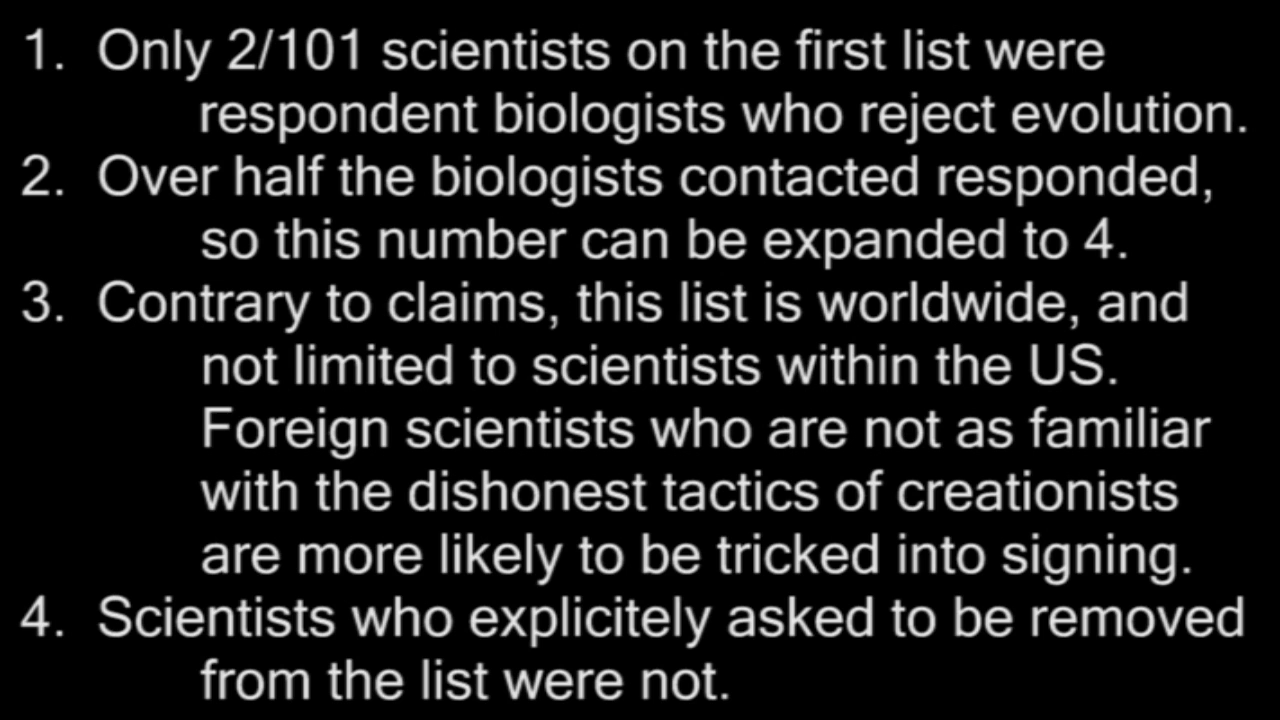 1. Only 2/101 scientists on the first list were
respondent biologists who reject evolution.
2. Over half the biologists contacted responded,
so this number can be expanded to 4.
3. Contrary to claims, this list is worldwide, and
not limited to scientists within the US.
Foreign scientists who are not as familiar
with the dishonest tactics of creationists
are more likely to be tricked into signing.
4. Scientists who explicitely asked to be removed
from the list were not.